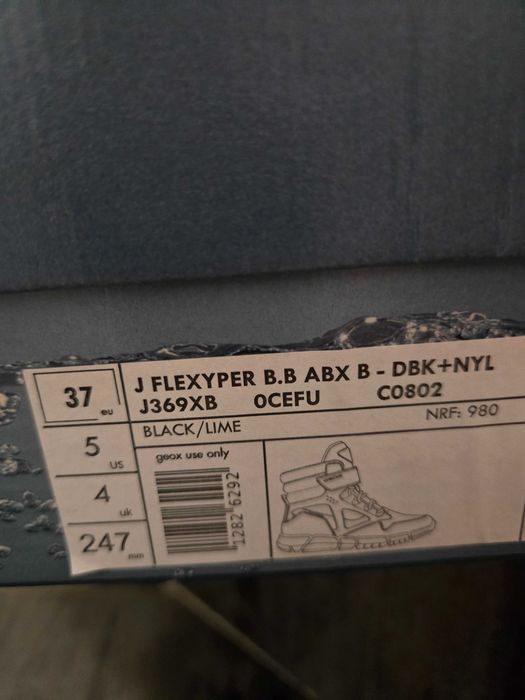 37 eu
J FLEXYPER B.B ABX B - DBK+NYL
J369XB 0CEFU C0802
NRF: 980
BLACK/LIME
5 US
4 uk
247 mm
geox use only
1282 6292